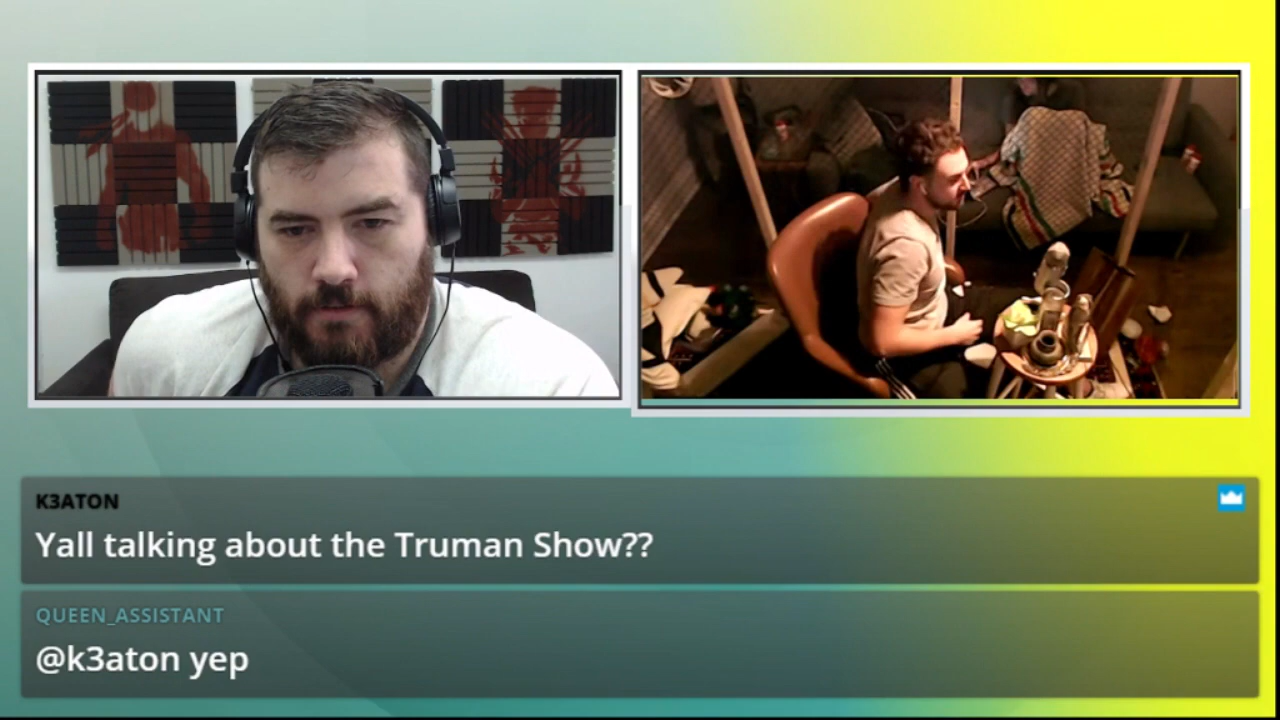 K3ATON
Yall talking about the Truman Show??
QUEEN_ASSISTANT
@k3aton yep